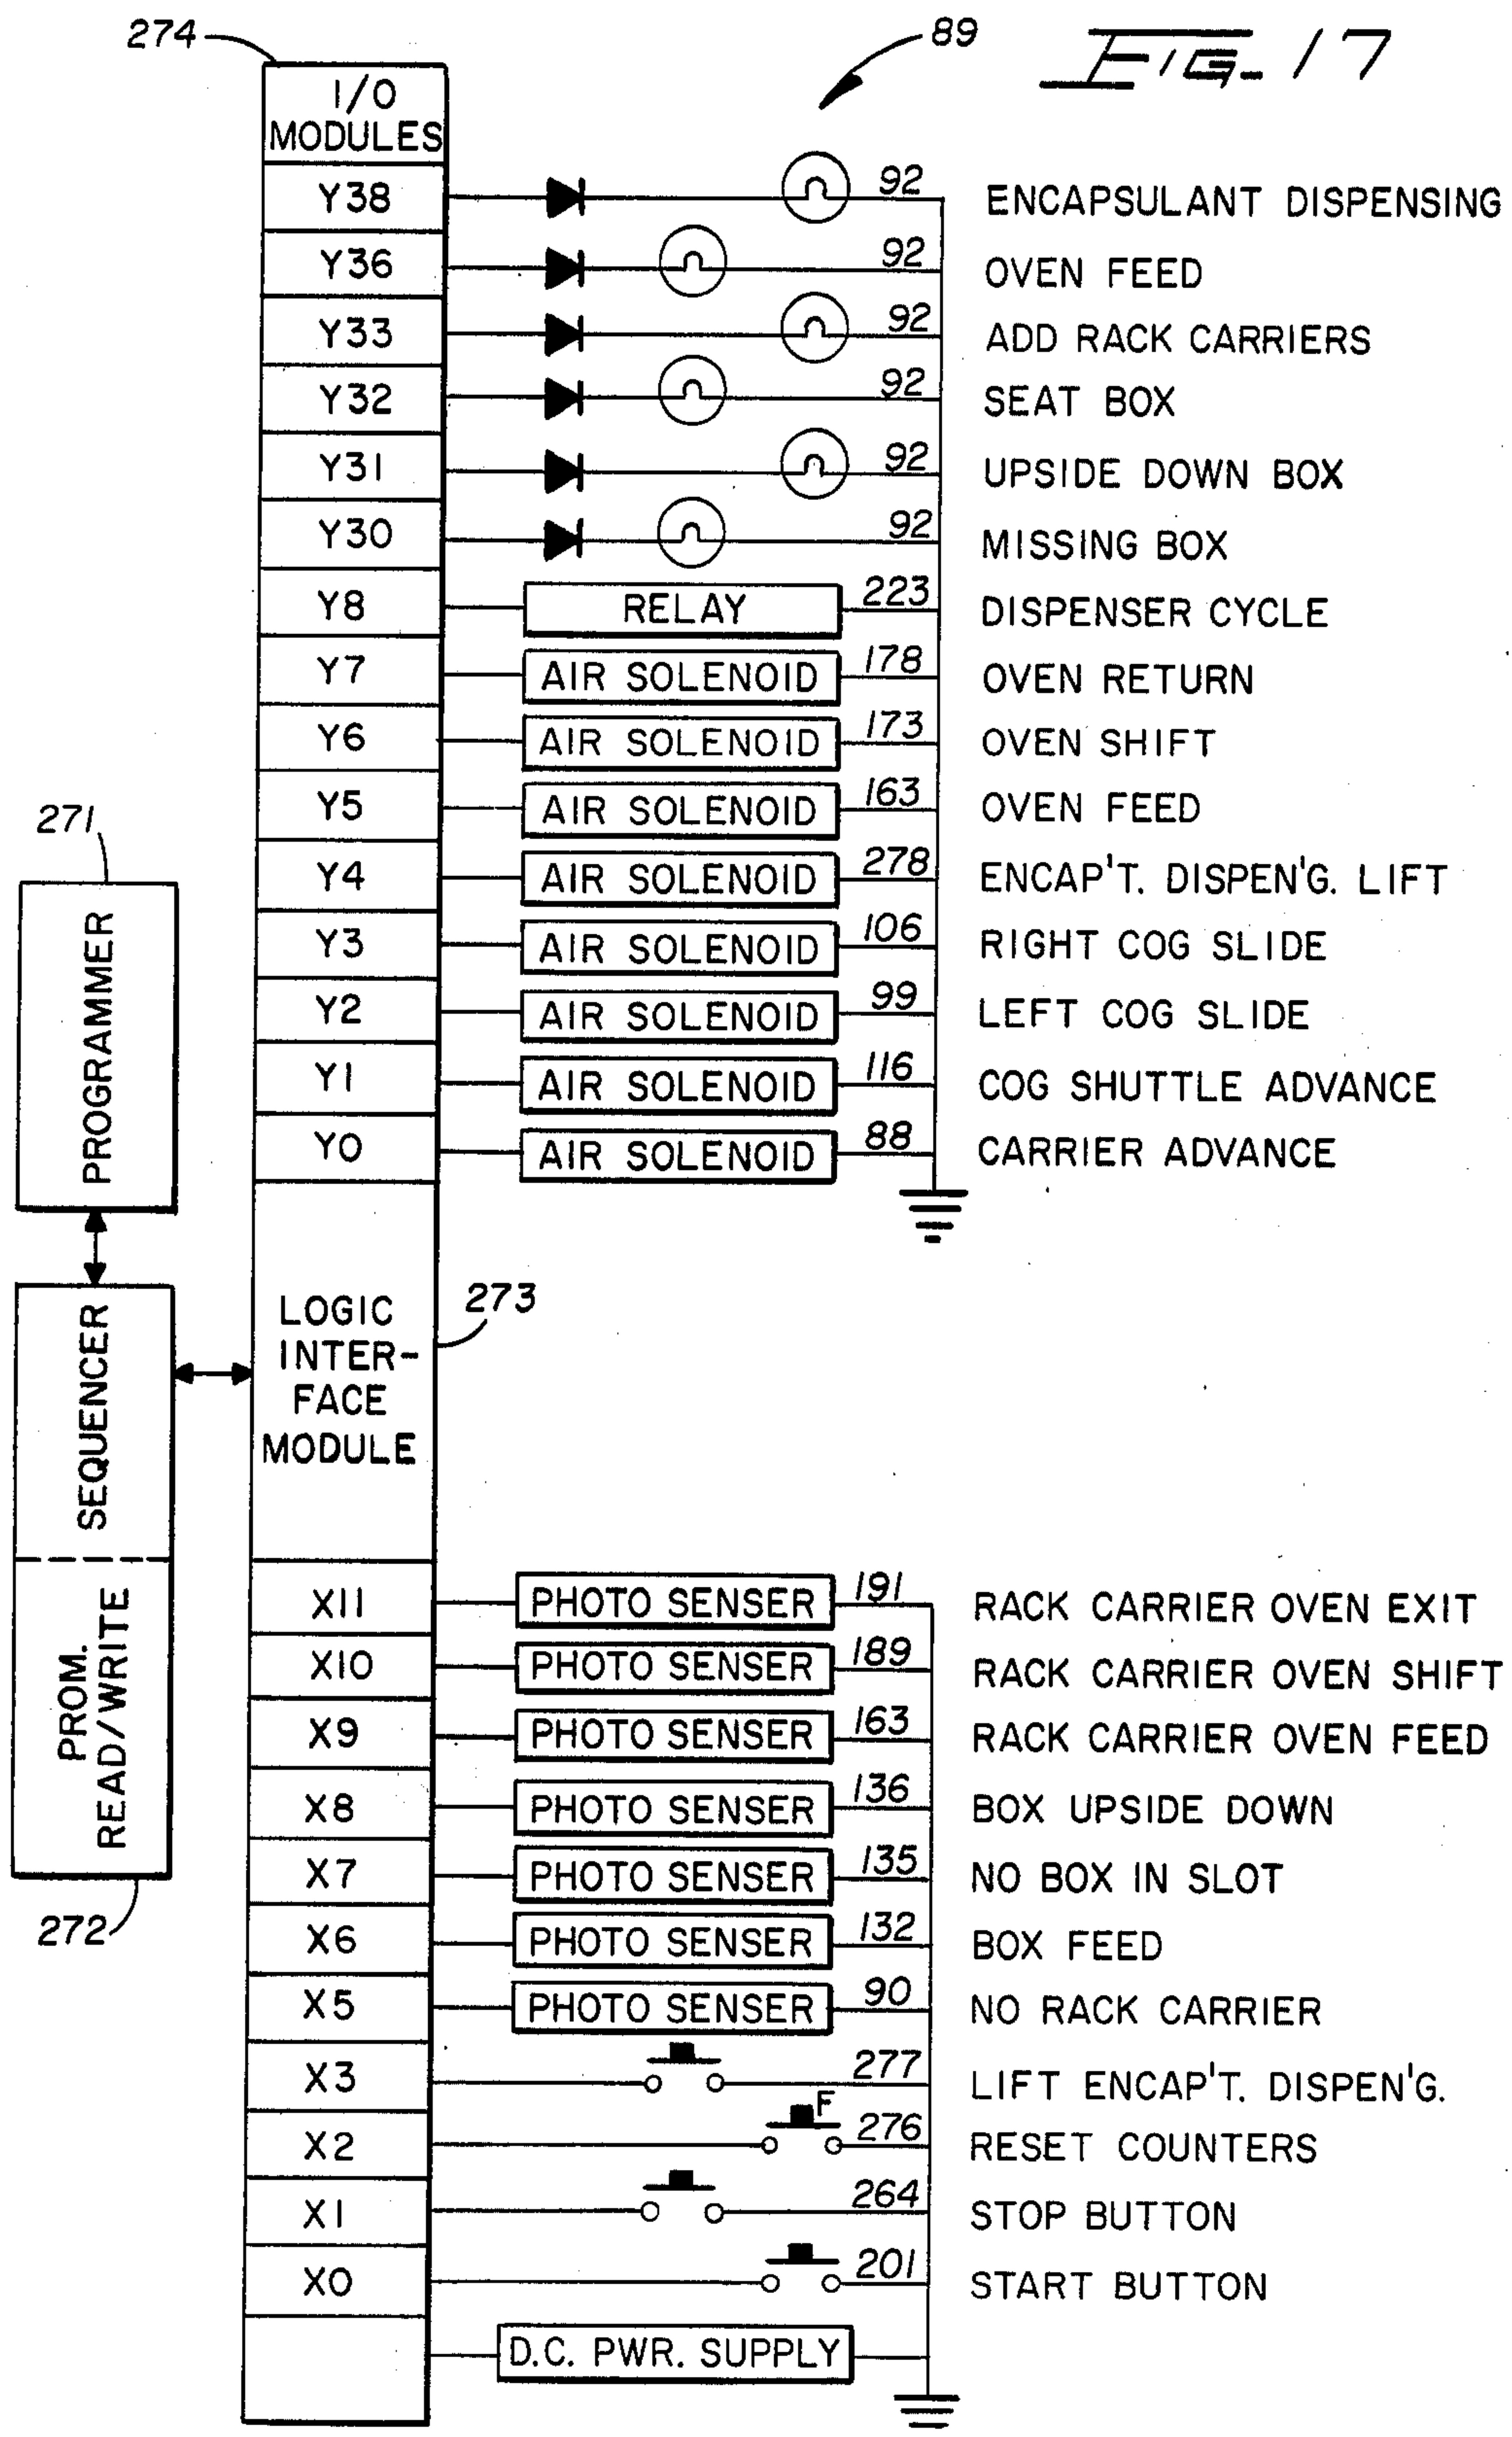 274
89
FIG. 17
I/O
MODULES
Y38 92 ENCAPSULANT DISPENSING
Y36 92 OVEN FEED
Y33 92 ADD RACK CARRIERS
Y32 92 SEAT BOX
Y31 92 UPSIDE DOWN BOX
Y30 92 MISSING BOX
Y8 RELAY 223 DISPENSER CYCLE
Y7 AIR SOLENOID 178 OVEN RETURN
Y6 AIR SOLENOID 173 OVEN SHIFT
Y5 AIR SOLENOID 163 OVEN FEED
Y4 AIR SOLENOID 278 ENCAP'T. DISPEN'G. LIFT
Y3 AIR SOLENOID 106 RIGHT COG SLIDE
Y2 AIR SOLENOID 99 LEFT COG SLIDE
Y1 AIR SOLENOID 116 COG SHUTTLE ADVANCE
Y0 AIR SOLENOID 88 CARRIER ADVANCE
271
PROGRAMMER
SEQUENCER
PROM.
READ/WRITE
272
LOGIC
INTER-
FACE
MODULE
273
X11 PHOTO SENSER 191 RACK CARRIER OVEN EXIT
X10 PHOTO SENSER 189 RACK CARRIER OVEN SHIFT
X9 PHOTO SENSER 163 RACK CARRIER OVEN FEED
X8 PHOTO SENSER 136 BOX UPSIDE DOWN
X7 PHOTO SENSER 135 NO BOX IN SLOT
X6 PHOTO SENSER 132 BOX FEED
X5 PHOTO SENSER 90 NO RACK CARRIER
X3 277 LIFT ENCAP'T. DISPEN'G.
X2 F 276 RESET COUNTERS
X1 264 STOP BUTTON
X0 201 START BUTTON
D.C. PWR. SUPPLY